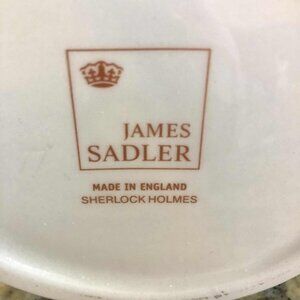 JAMES
SADLER
MADE IN ENGLAND
SHERLOCK HOLMES